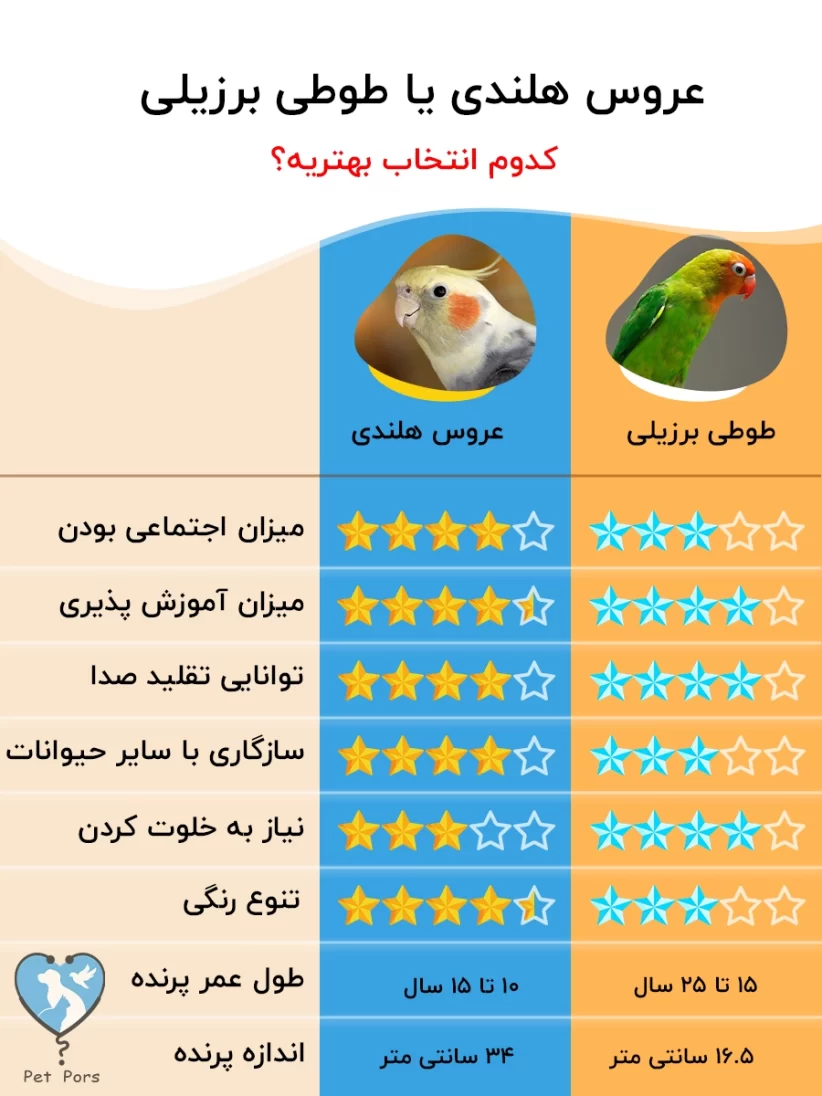 عروس هلندی یا طوطی برزیلی
کدوم انتخاب بهتریه؟
طوطی برزیلی
عروس هلندی
میزان اجتماعی بودن
میزان آموزش پذیری
توانایی تقلید صدا
سازگاری با سایر حیوانات
نیاز به خلوت کردن
تنوع رنگی
۱۵ تا ۲۵ سال
۱۰ تا ۱۵ سال
طول عمر پرنده
۱۶.۵ سانتی متر
۳۴ سانتی متر
اندازه پرنده
Pet Pors